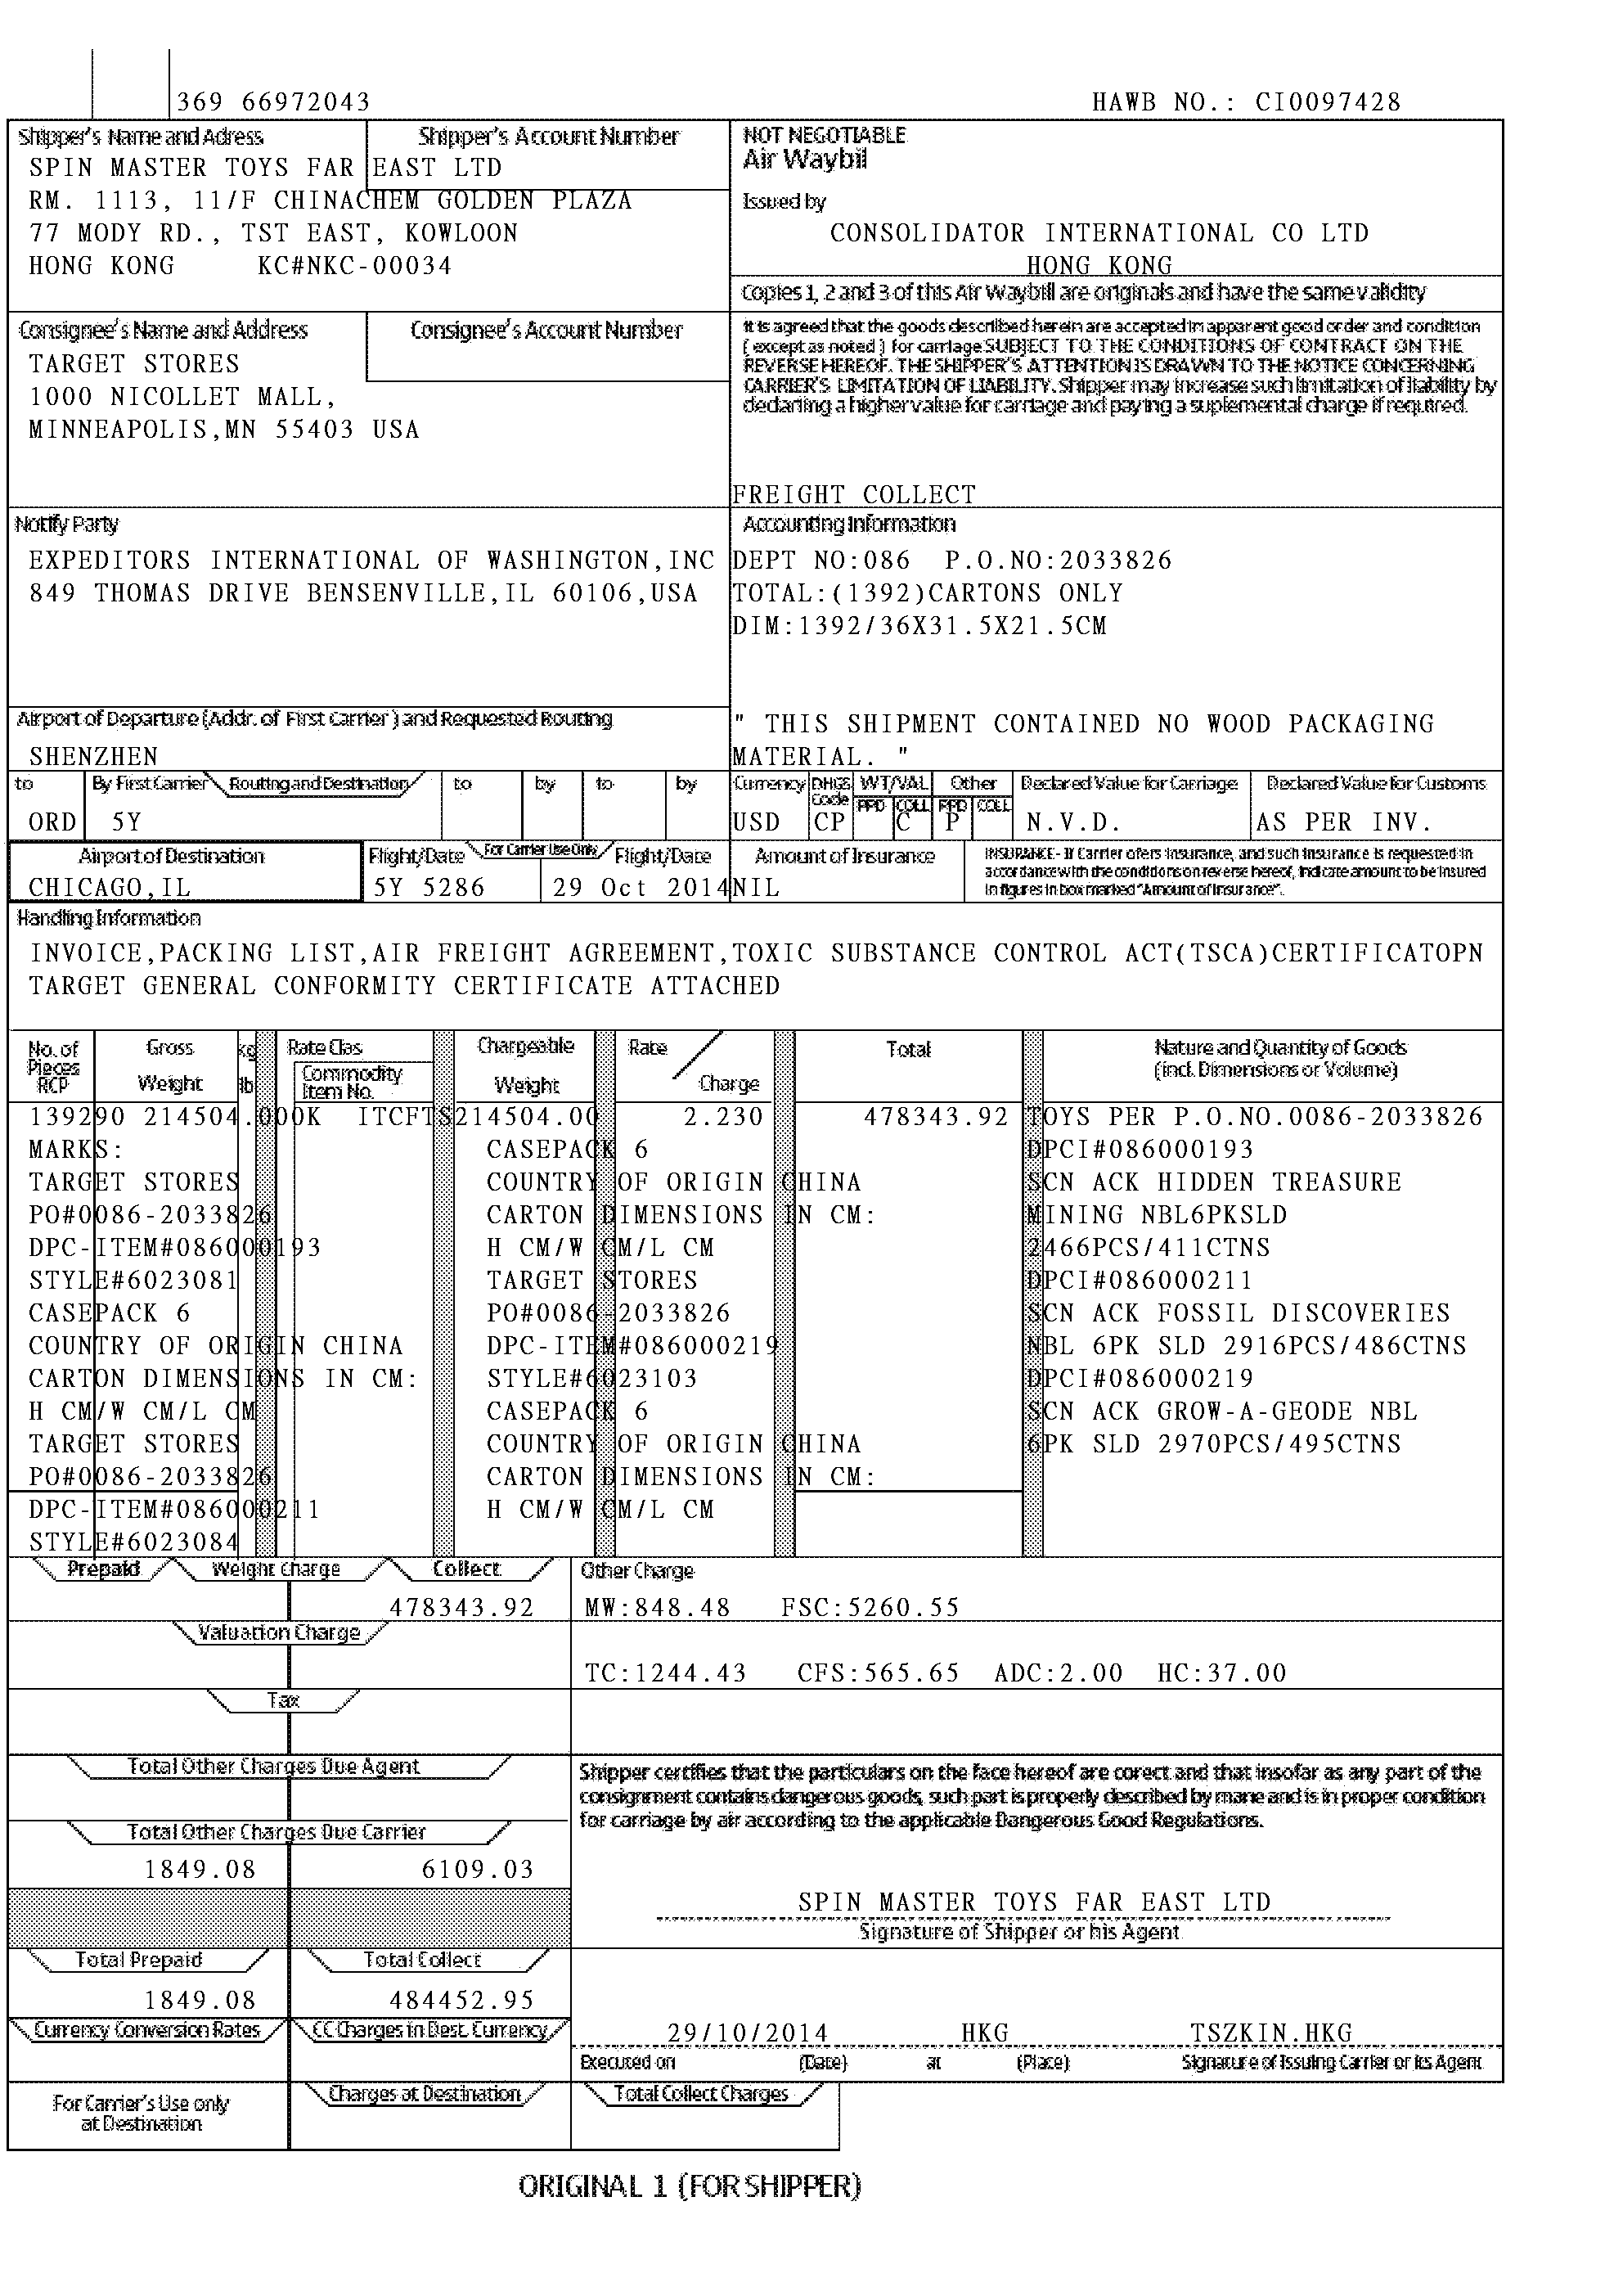 369 66972043 HAWB NO.: CI0097428
Shipper's Name and Adress Shipper's Account Number
SPIN MASTER TOYS FAR EAST LTD
RM. 1113, 11/F CHINACHEM GOLDEN PLAZA
77 MODY RD., TST EAST, KOWLOON
HONG KONG KC#NKC-00034
NOT NEGOTIABLE
Air Waybil
Issued by
CONSOLIDATOR INTERNATIONAL CO LTD
HONG KONG
Copies 1, 2 and 3 of this Air Waybill are originals and have the same validity
Consignee's Name and Address Consignee's Account Number
TARGET STORES
1000 NICOLLET MALL,
MINNEAPOLIS,MN 55403 USA
It is agreed that the goods described herein are accepted in apparent good order and condition
( except as noted ) for carriage SUBJECT TO THE CONDITIONS OF CONTRACT ON THE
REVERSE HEREOF. THE SHIPPER'S ATTENTION IS DRAWN TO THE NOTICE CONCERNING
CARRIER'S LIMITATION OF LIABILITY. Shipper may increase such limitation of liability by
declaring a higher value for carriage and paying a suplemental charge if required.
FREIGHT COLLECT
Notify Party
EXPEDITORS INTERNATIONAL OF WASHINGTON,INC
849 THOMAS DRIVE BENSENVILLE,IL 60106,USA
Accounting Information
DEPT NO:086 P.O.NO:2033826
TOTAL:(1392)CARTONS ONLY
DIM:1392/36X31.5X21.5CM
" THIS SHIPMENT CONTAINED NO WOOD PACKAGING
MATERIAL. "
Airport of Departure (Addr. of First Carrier ) and Requested Routing
SHENZHEN
to By First Carrier Routing and Destination to by to by Currency CHGS Code WT/VAL PPD COLL Other PPD COLL Declared Value for Carriage Declared Value for Customs
ORD 5Y USD CP C P N.V.D. AS PER INV.
Airport of Destination Flight/Date For Carrier Use Only Flight/Date Amount of Insurance
CHICAGO,IL 5Y 5286 29 Oct 2014 NIL
INSURANCE - If Carrier ofers Insurance, and such Insurance is requested in
accordance with the conditions on reverse hereof, indicate amount to be insured
in figures in box marked "Amount of Insurance".
Handling Information
INVOICE,PACKING LIST,AIR FREIGHT AGREEMENT,TOXIC SUBSTANCE CONTROL ACT(TSCA)CERTIFICATOPN
TARGET GENERAL CONFORMITY CERTIFICATE ATTACHED
No. of Pieces RCP Gross Weight kg lb Rate Clas Commodity Item No. Chargeable Weight Rate / Charge Total Nature and Quantity of Goods
(incl. Dimensions or Volume)
139290 214504.000K ITCFTS214504.00 2.230 478343.92 TOYS PER P.O.NO.0086-2033826
MARKS: CASEPACK 6 DPCI#086000193
TARGET STORES COUNTRY OF ORIGIN CHINA SCN ACK HIDDEN TREASURE
PO#0086-2033826 CARTON DIMENSIONS IN CM: MINING NBL6PKSLD
DPC-ITEM#086000193 H CM/W CM/L CM 2466PCS/411CTNS
STYLE#6023081 TARGET STORES DPCI#086000211
CASEPACK 6 PO#0086-2033826 SCN ACK FOSSIL DISCOVERIES
COUNTRY OF ORIGIN CHINA DPC-ITEM#086000219 NBL 6PK SLD 2916PCS/486CTNS
CARTON DIMENSIONS IN CM: STYLE#6023103 DPCI#086000219
H CM/W CM/L CM CASEPACK 6 SCN ACK GROW-A-GEODE NBL
TARGET STORES COUNTRY OF ORIGIN CHINA 6PK SLD 2970PCS/495CTNS
PO#0086-2033826 CARTON DIMENSIONS IN CM:
DPC-ITEM#086000211 H CM/W CM/L CM
STYLE#6023084
Prepaid Weight Charge Collect Other Charge
478343.92 MW:848.48 FSC:5260.55
Valuation Charge
TC:1244.43 CFS:565.65 ADC:2.00 HC:37.00
Tax
Total Other Charges Due Agent
Shipper certifies that the particulars on the face hereof are corect and that insofar as any part of the
consignment contains dangerous goods, such part is properly described by mane and is in proper condition
for carriage by air according to the applicable Dangerous Good Regulations.
Total Other Charges Due Carrier
1849.08 6109.03
SPIN MASTER TOYS FAR EAST LTD
Signature of Shipper or his Agent
Total Prepaid Total Collect
1849.08 484452.95
Currency Conversion Rates CC Charges in Dest. Currency
29/10/2014 HKG TSZKIN.HKG
Executed on (Date) at (Place) Signature of Issuing Carrier or its Agent
For Carrier's Use only
at Destination
Charges at Destination Total Collect Charges
ORIGINAL 1 (FOR SHIPPER)